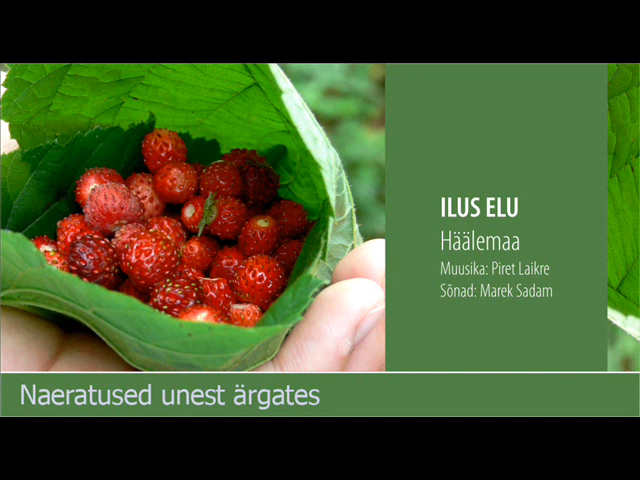 ILUS ELU
Häälemaa
Muusika: Piret Laikre
Sõnad: Marek Sadam
Naeratused unest ärgates